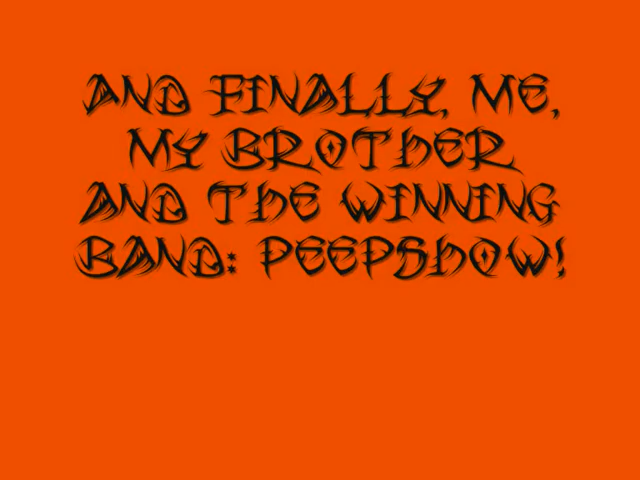 AND FINALLY, ME,
MY BROTHER
AND THE WINNING
BAND: PEEPSHOW!